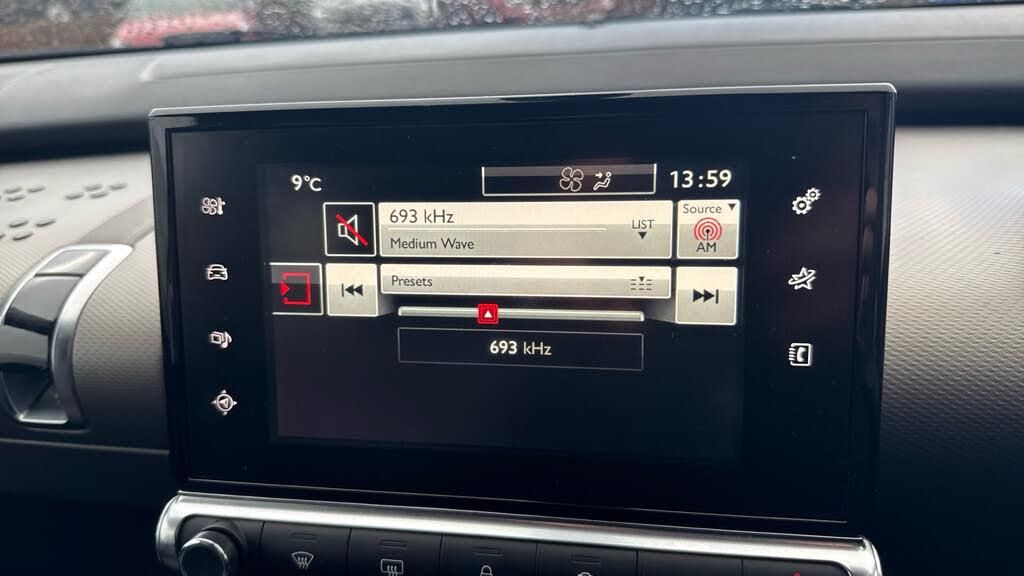 9°C
13:59
693 kHz
LIST
Source
Medium Wave
AM
Presets
693 kHz